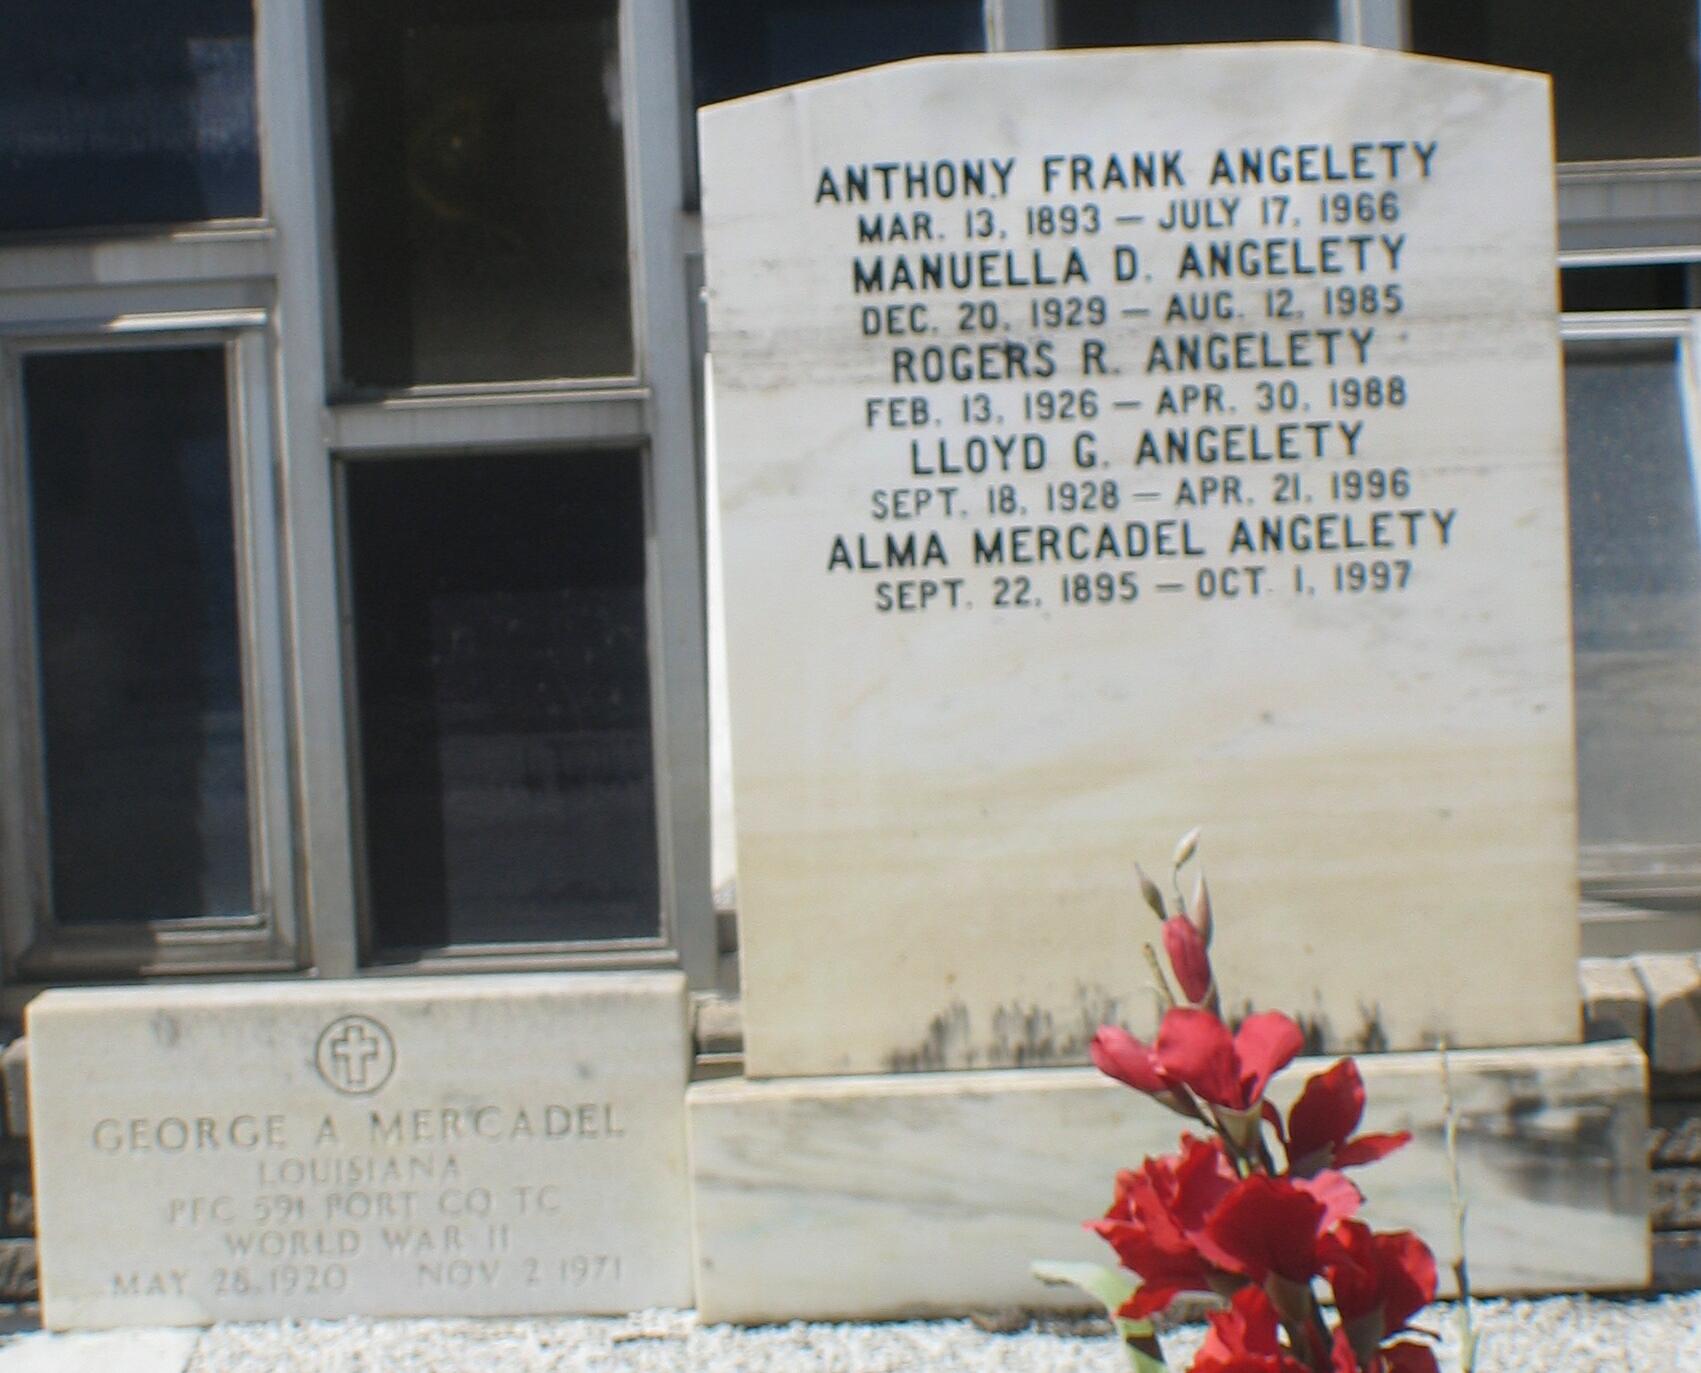 ANTHONY FRANK ANGELETY
MAR. 13, 1893 — JULY 17, 1966
MANUELLA D. ANGELETY
DEC. 20, 1929 — AUG. 12, 1985
ROGERS R. ANGELETY
FEB. 13, 1926 — APR. 30, 1988
LLOYD G. ANGELETY
SEPT. 18, 1928 — APR. 21, 1996
ALMA MERCADEL ANGELETY
SEPT. 22, 1895 — OCT. 1, 1997
GEORGE A MERCADEL
LOUISIANA
PFC 591 PORT CO TC
WORLD WAR II
MAY 28, 1920 NOV 2 1971